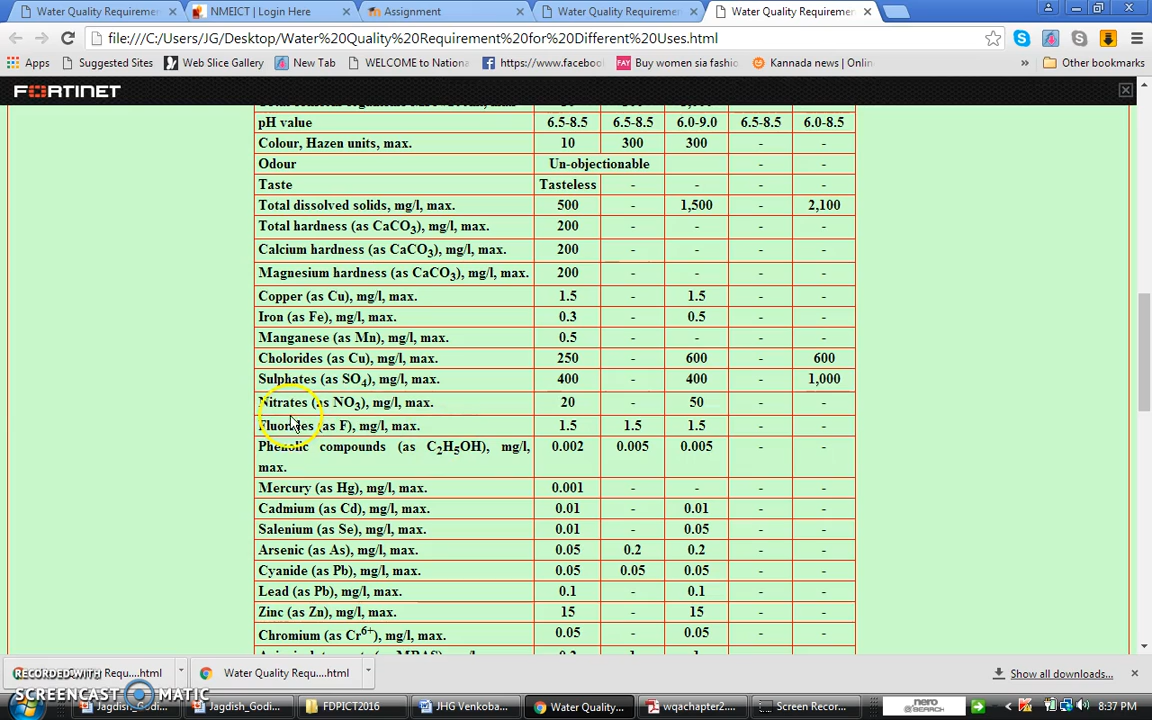 Water Quality Requiremen
NMEICT | Login Here
Assignment
Water Quality Requireme
Water Quality Requireme
file:///C:/Users/JG/Desktop/Water%20Quality%20Requirement%20for%20Different%20Uses.html
Apps
Suggested Sites
Web Slice Gallery
New Tab
WELCOME to Nationa
https://www.faceboo
Buy women sia fashio
Kannada news | Onlin
Other bookmarks
FORTINET
pH value 6.5-8.5 6.5-8.5 6.0-9.0 6.5-8.5 6.0-8.5
Colour, Hazen units, max. 10 300 300 - -
Odour Un-objectionable - -
Taste Tasteless - - - -
Total dissolved solids, mg/l, max. 500 - 1,500 - 2,100
Total hardness (as CaCO3), mg/l, max. 200 - - - -
Calcium hardness (as CaCO3), mg/l, max. 200 - - - -
Magnesium hardness (as CaCO3), mg/l, max. 200 - - - -
Copper (as Cu), mg/l, max. 1.5 - 1.5 - -
Iron (as Fe), mg/l, max. 0.3 - 0.5 - -
Manganese (as Mn), mg/l, max. 0.5 - - - -
Cholorides (as Cu), mg/l, max. 250 - 600 - 600
Sulphates (as SO4), mg/l, max. 400 - 400 - 1,000
Nitrates (as NO3), mg/l, max. 20 - 50 - -
Fluorides (as F), mg/l, max. 1.5 1.5 1.5 - -
Phenolic compounds (as C2H5OH), mg/l, 0.002 0.005 0.005 - -
max.
Mercury (as Hg), mg/l, max. 0.001 - - - -
Cadmium (as Cd), mg/l, max. 0.01 - 0.01 - -
Salenium (as Se), mg/l, max. 0.01 - 0.05 - -
Arsenic (as As), mg/l, max. 0.05 0.2 0.2 - -
Cyanide (as Pb), mg/l, max. 0.05 0.05 0.05 - -
Lead (as Pb), mg/l, max. 0.1 - 0.1 - -
Zinc (as Zn), mg/l, max. 15 - 15 - -
Chromium (as Cr6+), mg/l, max. 0.05 - 0.05 - -
RECORDED WITH
Requ....html
Water Quality Requ....html
Show all downloads...
SCREENCAST MATIC
Jagdish_Godi...
Jagdish_Godi...
FDPICT2016
JHG Venkoba...
Water Quality...
wqachapter2....
Screen Recor...
nero
SEARCH
8:37 PM